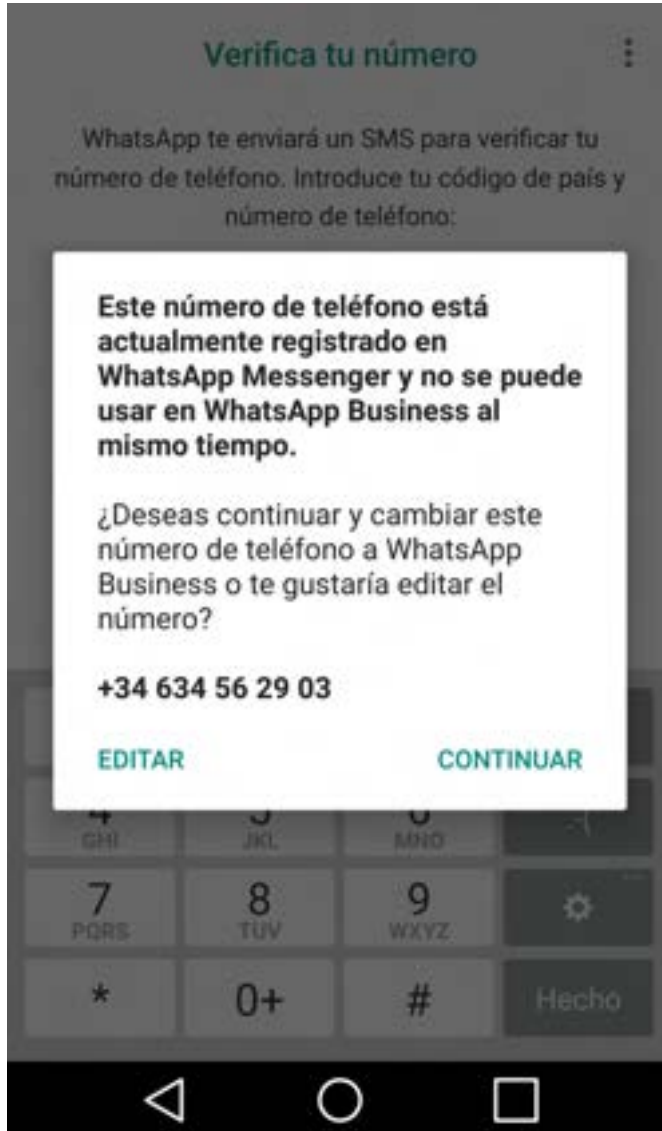 Verifica tu número
WhatsApp te enviará un SMS para verificar tu
número de teléfono. Introduce tu código de país y
número de teléfono:
Este número de teléfono está
actualmente registrado en
WhatsApp Messenger y no se puede
usar en WhatsApp Business al
mismo tiempo.
¿Deseas continuar y cambiar este
número de teléfono a WhatsApp
Business o te gustaría editar el
número?
+34 634 56 29 03
EDITAR CONTINUAR
4 5 6 :-(
GHI JKL MNO
7 8 9
PQRS TUV WXYZ
* 0+ # Hecho